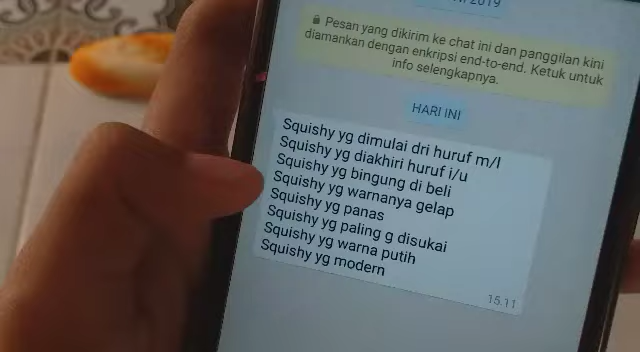 2019
Pesan yang dikirim ke chat ini dan panggilan kini
diamankan dengan enkripsi end-to-end. Ketuk untuk
info selengkapnya.
HARI INI
Squishy yg dimulai dri huruf m/l
Squishy yg diakhiri huruf i/u
Squishy yg bingung di beli
Squishy yg warnanya gelap
Squishy yg panas
Squishy yg paling g disukai
Squishy yg warna putih
Squishy yg modern
15.11